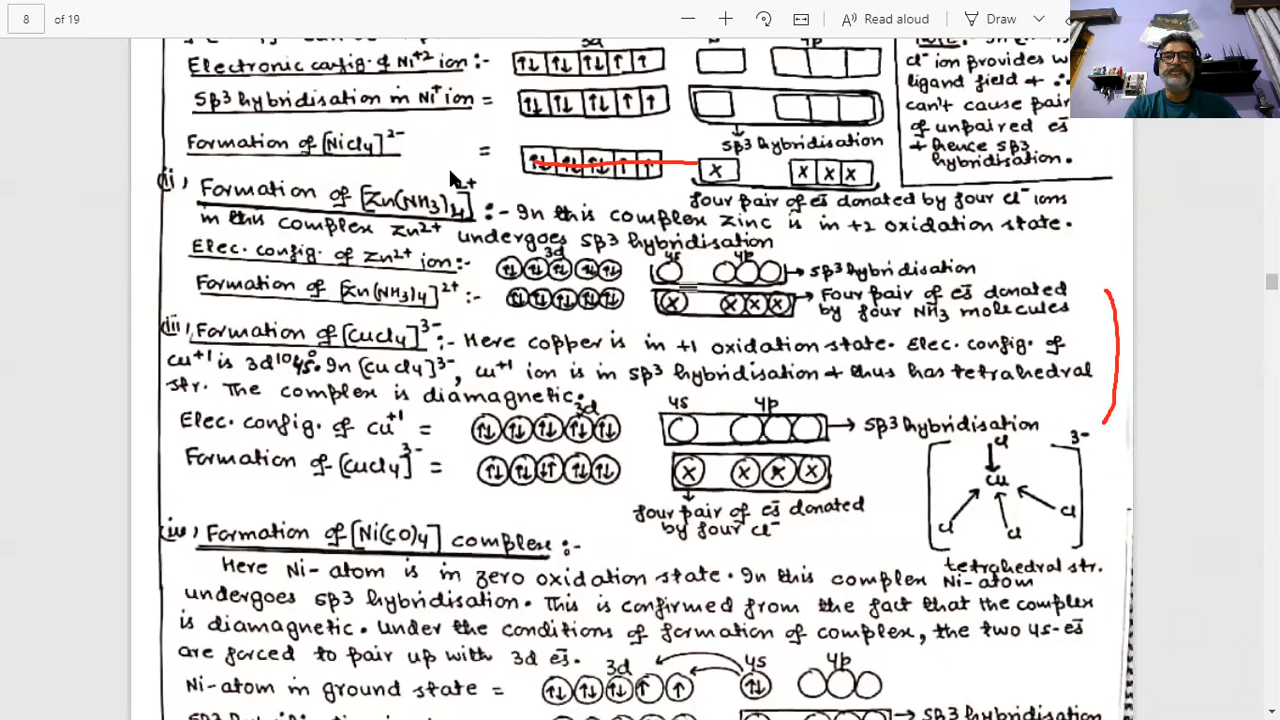 8 of 19
Read aloud
Draw
3d
4p
Electronic config. of Ni+2 ion :-
Sp3 hybridisation in Ni+ ion =
Sp3 hybridisation
Formation of [NiCl4]2- =
x x x x
four pair of es donated by four Cl- ions
Cl- ion provides w
ligand field & ∴
can't cause pair
of unpaired es
& hence sp3
hybridisation.
(ii) Formation of [Zn(NH3)4]2+ :- In this complex zinc is in +2 oxidation state.
in this complex Zn2+ undergoes sp3 hybridisation
3d 4s 4p
Elec. config. of Zn2+ ion :- → sp3 hybridisation
Formation of [Zn(NH3)4]2+ :- → Four pair of es donated
by four NH3 molecules
(iii) Formation of [CuCl4]3- :- Here copper is in +1 oxidation state. Elec. config. of
Cu+1 is 3d10 4s0. In [CuCl4]3-, Cu+1 ion is in sp3 hybridisation & thus has tetrahedral
str. The complex is diamagnetic.
3d 4s 4p
Elec. config. of Cu+1 = → sp3 hybridisation
Formation of [CuCl4]3- =
four pair of es donated
by four Cl-
3-
Cl
Cu
Cl Cl Cl
tetrahedral str.
(iv) Formation of [Ni(CO)4] complex :-
Here Ni-atom is in zero oxidation state. In this complex Ni-atom
undergoes sp3 hybridisation. This is confirmed from the fact that the complex
is diamagnetic. Under the conditions of formation of complex, the two 4s-es
are forced to pair up with 3d es.
3d 4s 4p
Ni-atom in ground state =
→ sp3 hybridisation